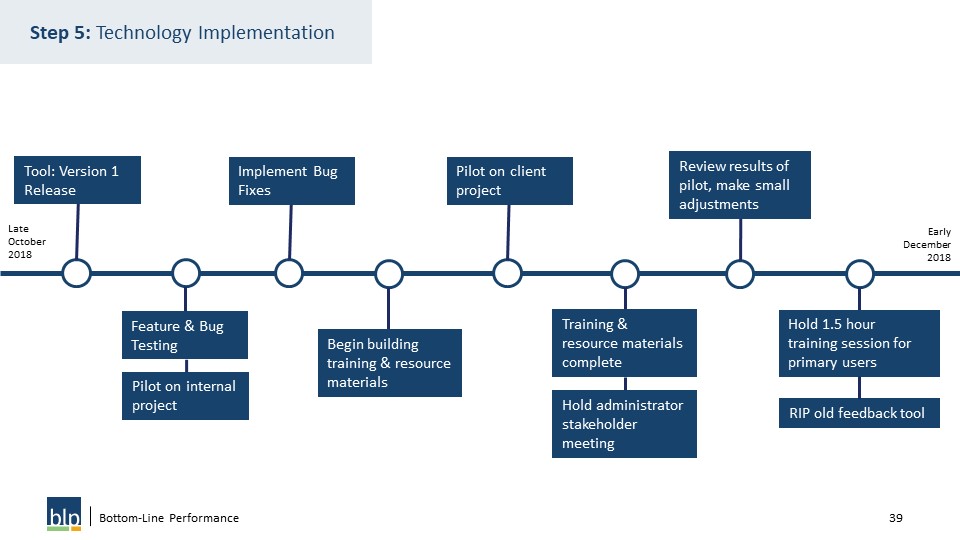 Step 5: Technology Implementation
Tool: Version 1
Release
Implement Bug
Fixes
Pilot on client
project
Review results of
pilot, make small
adjustments
Late
October
2018
Early
December
2018
Feature & Bug
Testing
Pilot on internal
project
Begin building
training & resource
materials
Training &
resource materials
complete
Hold administrator
stakeholder
meeting
Hold 1.5 hour
training session for
primary users
RIP old feedback tool
blp
Bottom-Line Performance
39